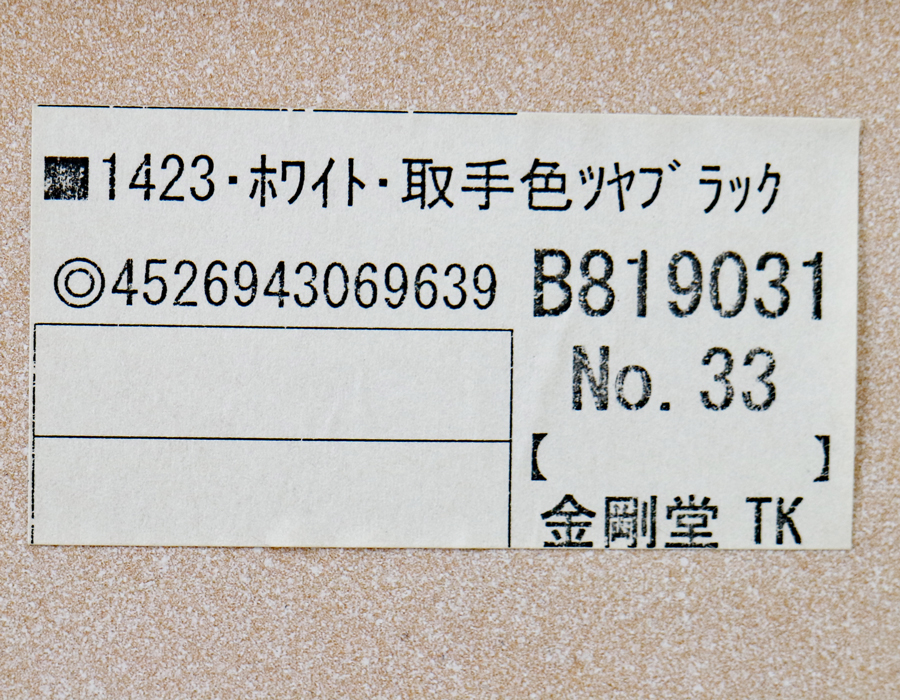 ■1423・ﾎﾜｲﾄ・取手色ﾂﾔﾌﾞﾗｯｸ
◎4526943069639
B819031
No. 33
【 】
金剛堂 TK